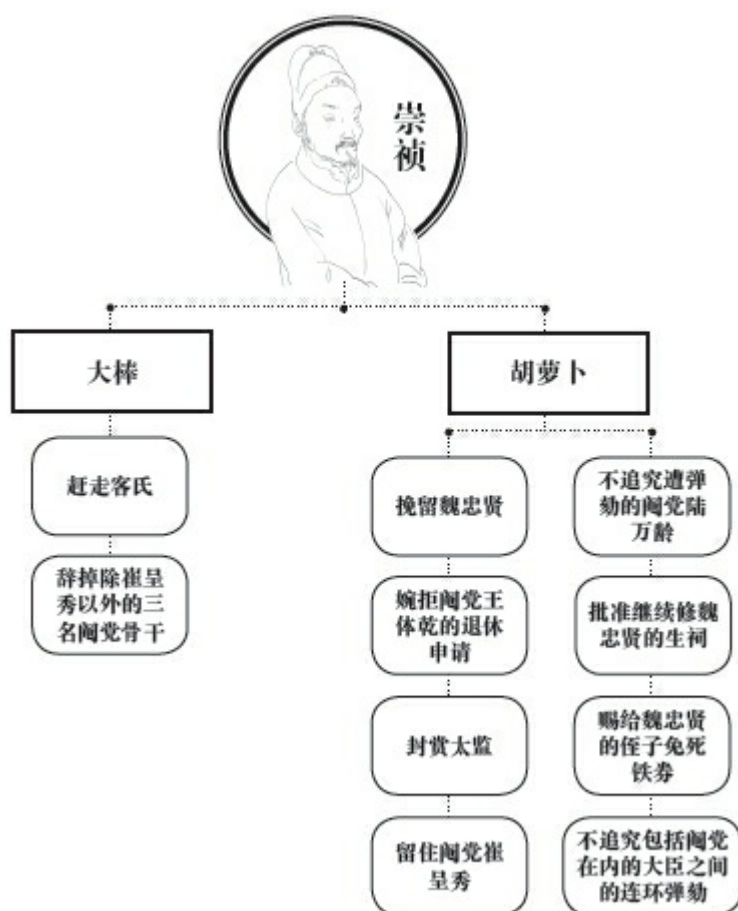 崇祯
大棒
胡萝卜
赶走客氏
辞掉除崔呈
秀以外的三
名阉党骨干
挽留魏忠贤
婉拒阉党王
体乾的退休
申请
封赏太监
留住阉党崔
呈秀
不追究遭弹
劾的阉党陆
万龄
批准继续修魏
忠贤的生祠
赐给魏忠贤
的侄子免死
铁券
不追究包括阉党
在内的大臣之间
的连环弹劾